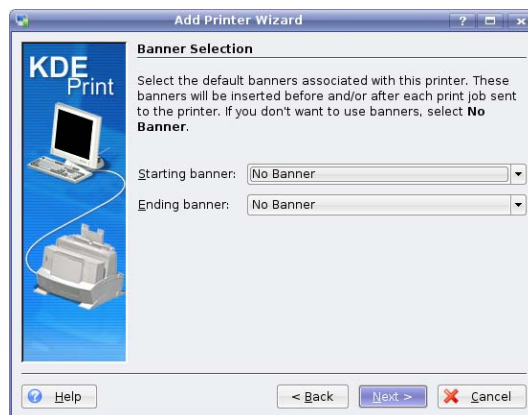 Add Printer Wizard
KDE
Print
Banner Selection
Select the default banners associated with this printer. These
banners will be inserted before and/or after each print job sent
to the printer. If you don't want to use banners, select No
Banner.
Starting banner: No Banner
Ending banner: No Banner
Help < Back Next > Cancel